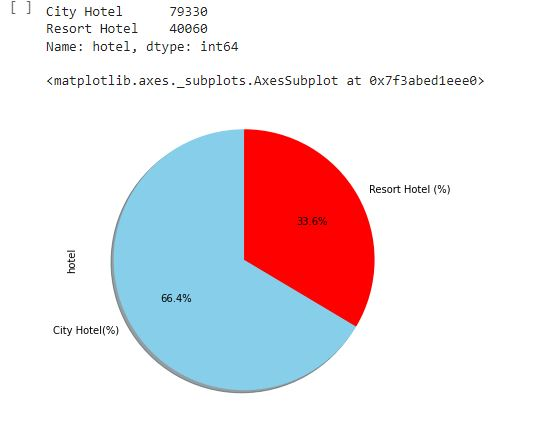 [ ] City Hotel 79330
Resort Hotel 40060
Name: hotel, dtype: int64
<matplotlib.axes._subplots.AxesSubplot at 0x7f3abed1eee0>
Resort Hotel (%)
33.6%
hotel
66.4%
City Hotel(%)